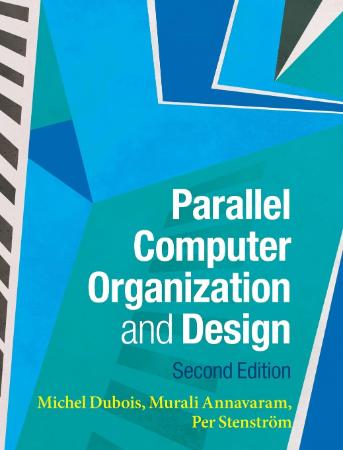 Parallel
Computer
Organization
and Design
Second Edition
Michel Dubois, Murali Annavaram,
Per Stenström